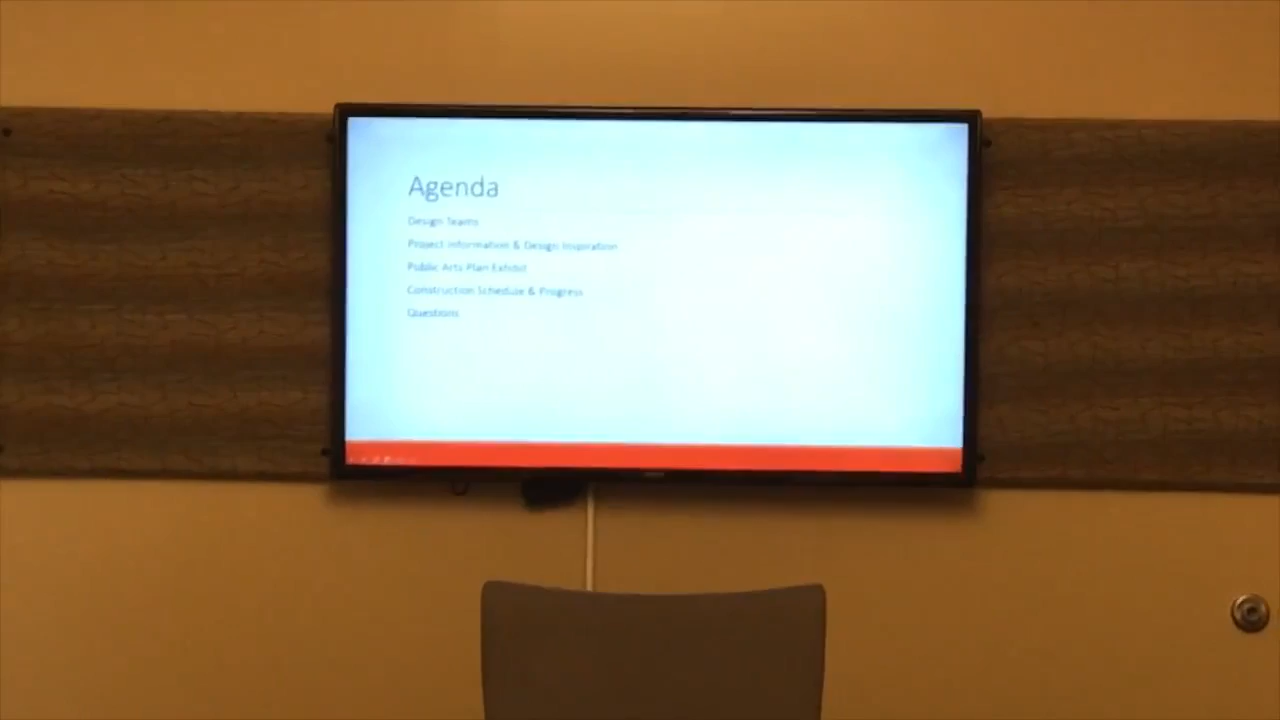 Agenda
Design Teams
Project Information & Design Inspiration
Public Arts Plan Exhibit
Construction Schedule & Progress
Questions